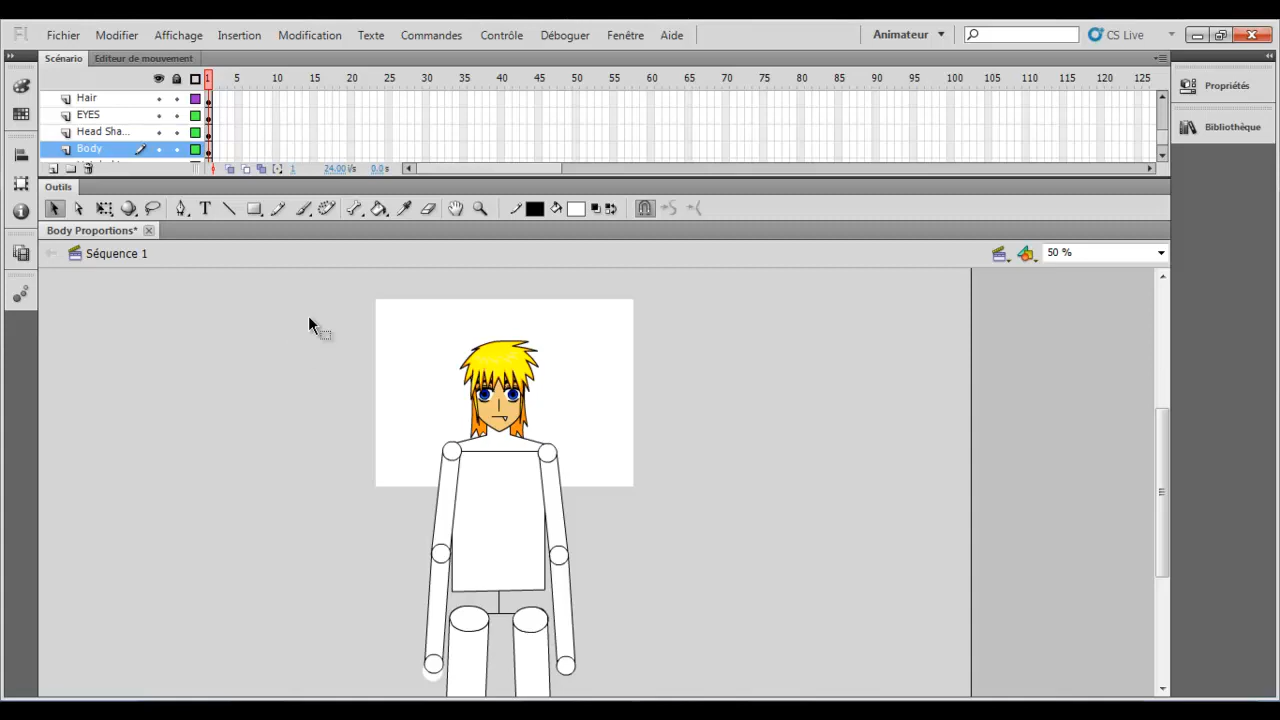 Fl Fichier Modifier Affichage Insertion Modification Texte Commandes Contrôle Déboguer Fenêtre Aide Animateur CS Live
Scénario Editeur de mouvement
1 5 10 15 20 25 30 35 40 45 50 55 60 65 70 75 80 85 90 95 100 105 110 115 120 125
Hair
EYES
Head Sha...
Body
1 24.00 i/s 0.0 s
Outils
Body Proportions*
Séquence 1 50 %
Propriétés
Bibliothèque